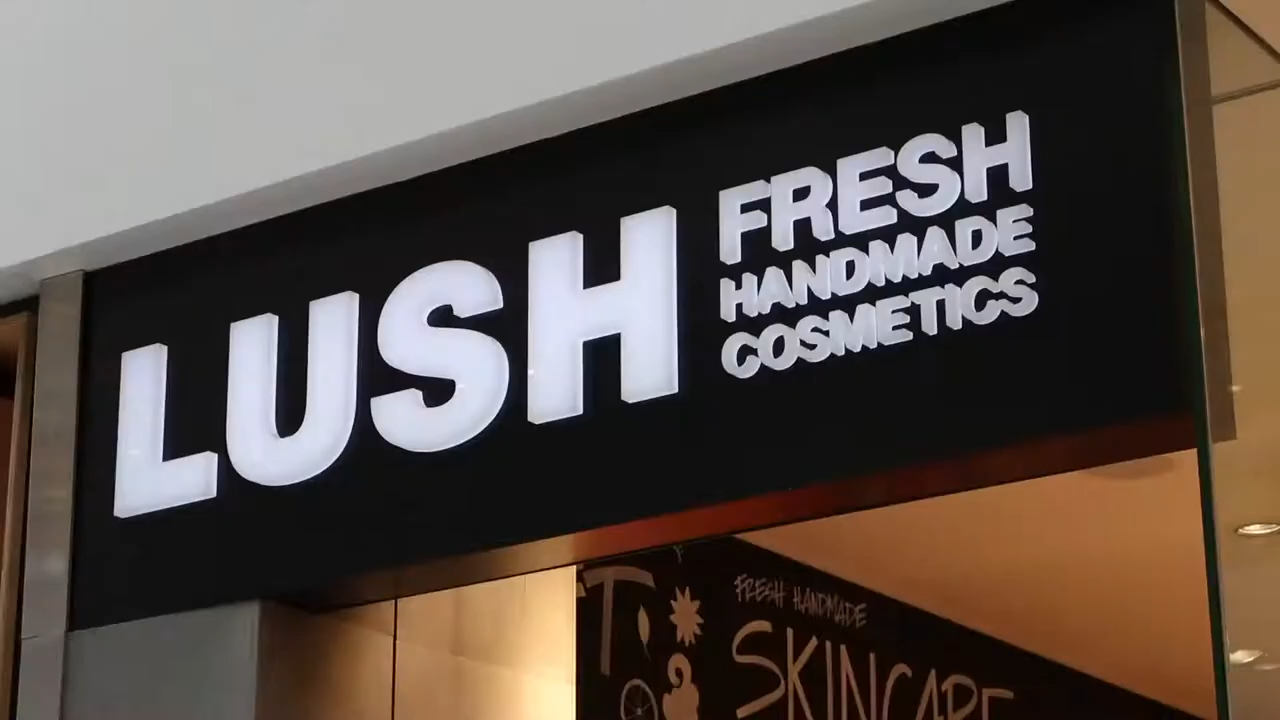 LUSH
FRESH
HANDMADE
COSMETICS
T
FRESH HANDMADE
SKINCARE